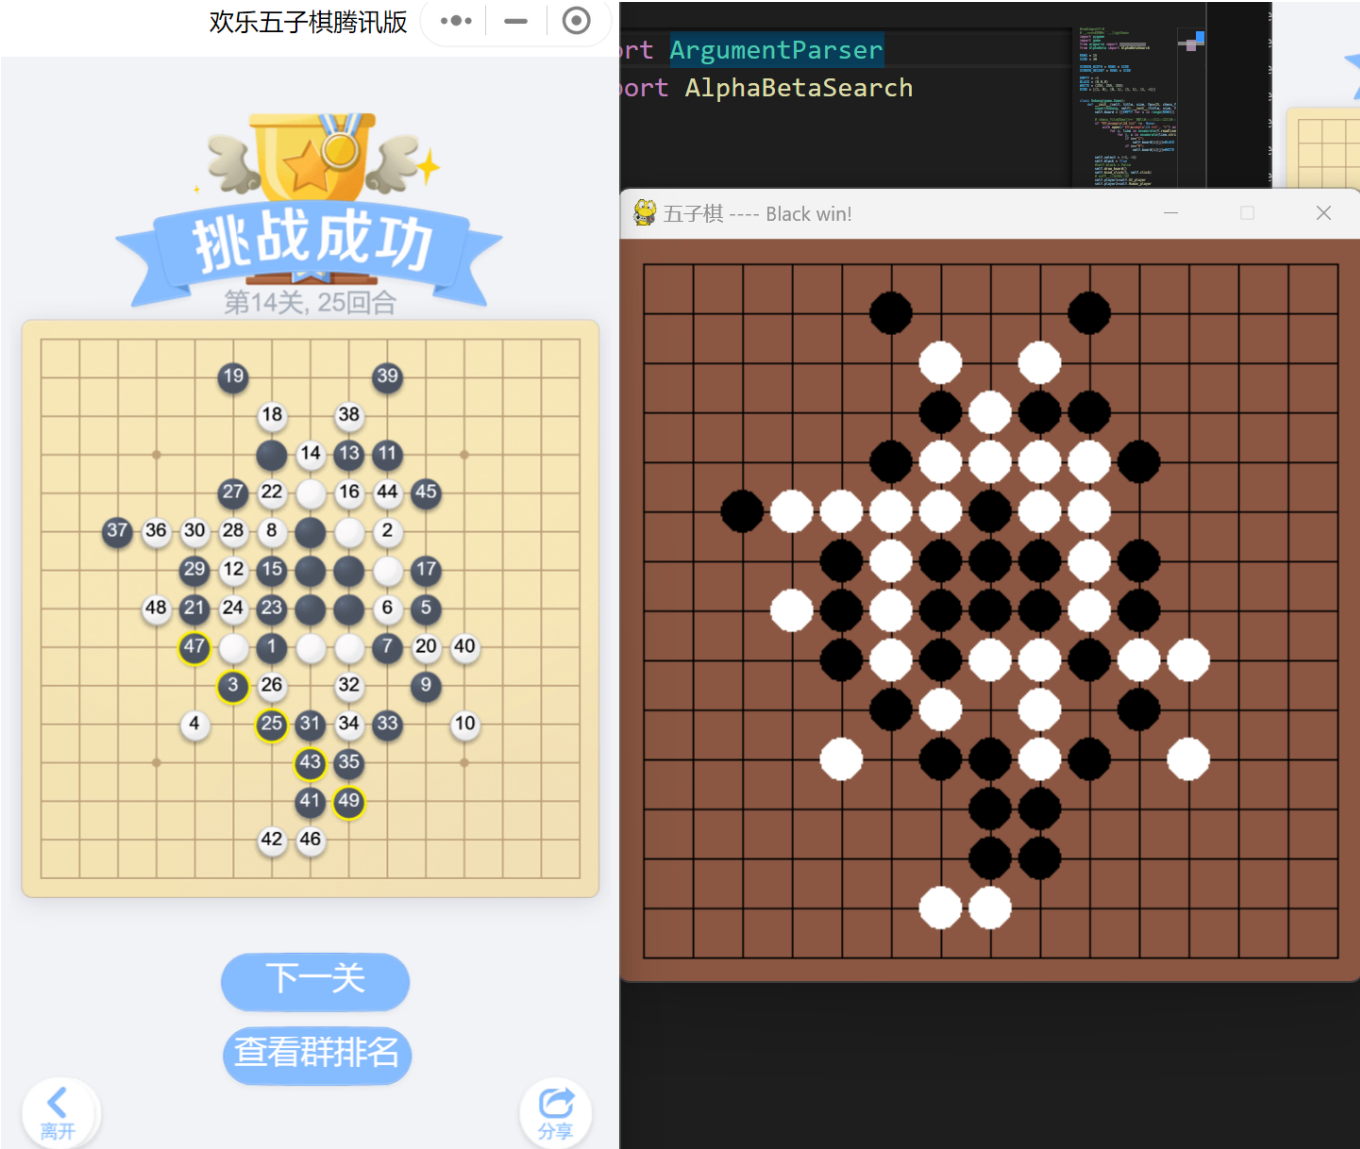 欢乐五子棋腾讯版
挑战成功
第14关, 25回合
19 39
18 38
14 13 11
27 22 16 44 45
37 36 30 28 8 2
29 12 15 17
48 21 24 23 6 5
47 1 7 20 40
3 26 32 9
4 25 31 34 33 10
43 35
41 49
42 46
下一关
查看群排名
离开
分享
ort ArgumentParser
port AlphaBetaSearch
五子棋 ---- Black win!